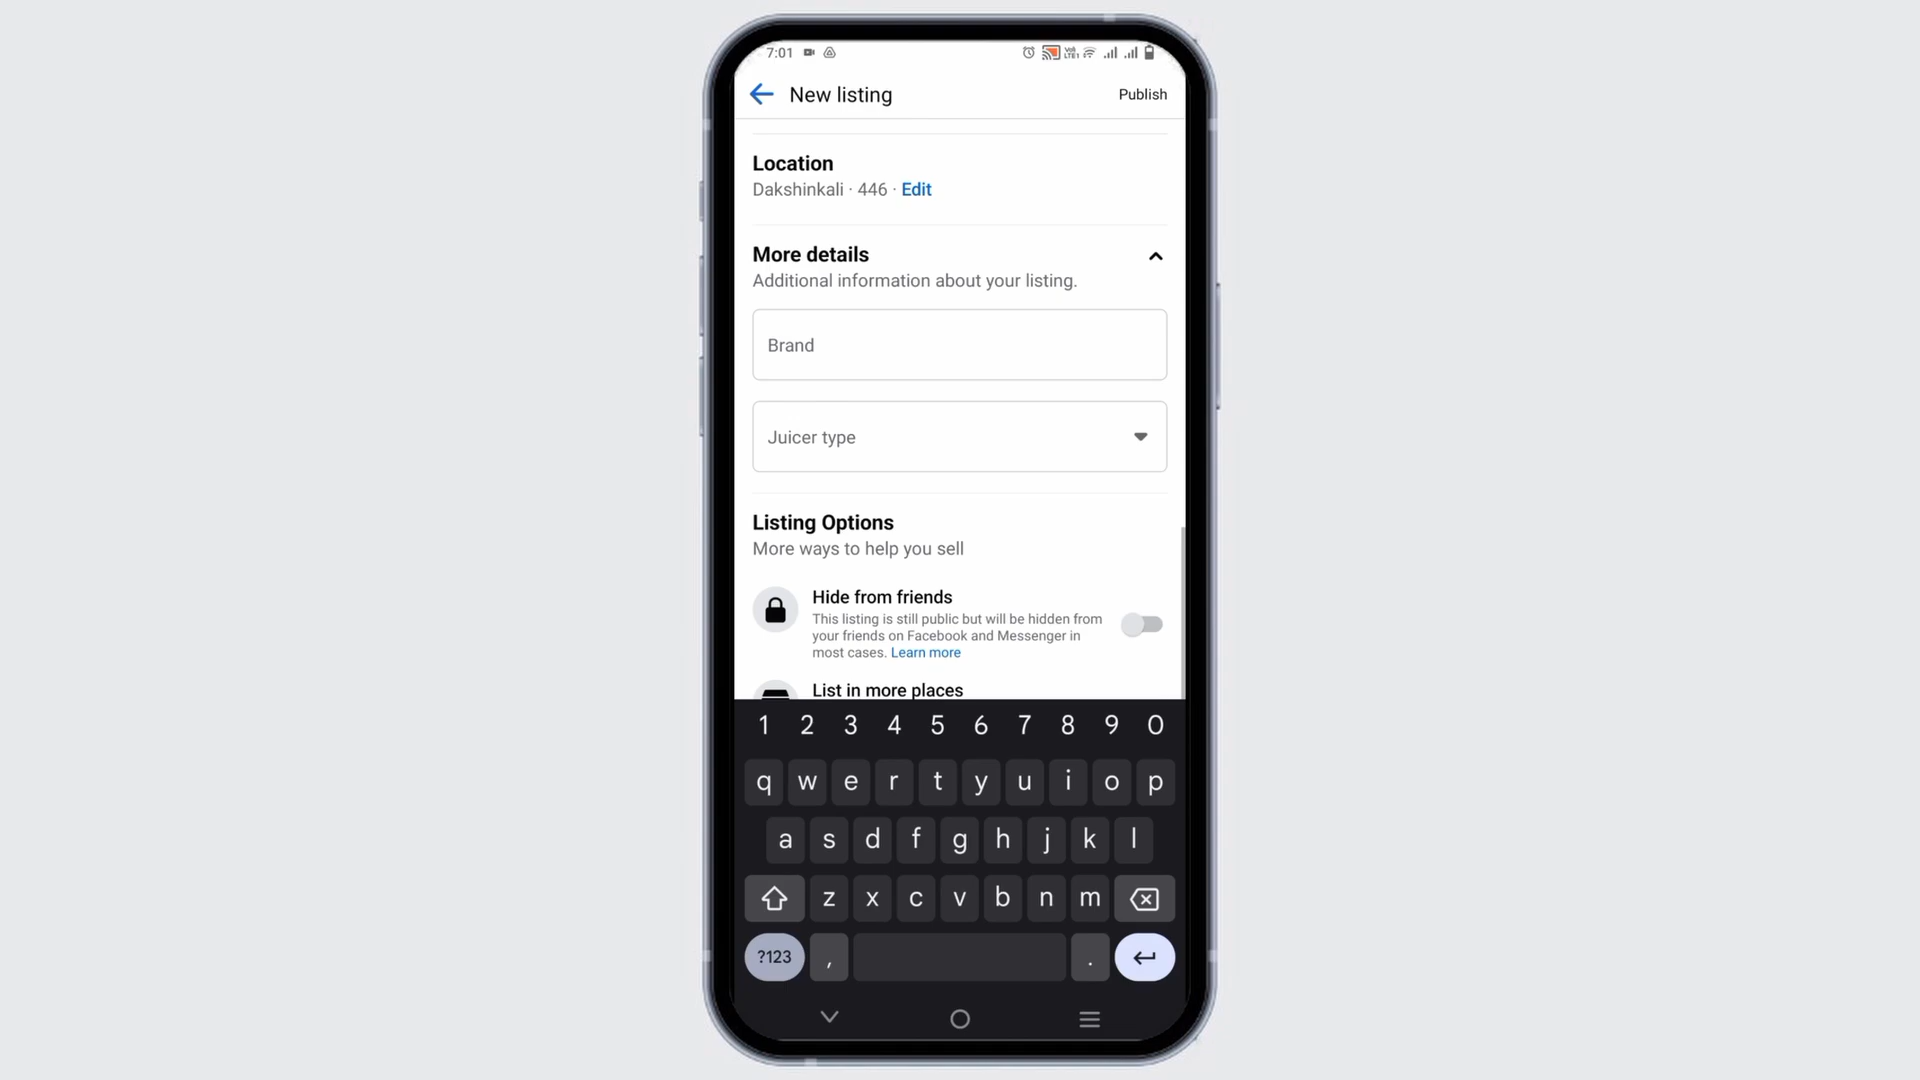 7:01
New listing
Publish
Location
Dakshinkali · 446 · Edit
More details
Additional information about your listing.
Brand
Juicer type
Listing Options
More ways to help you sell
Hide from friends
This listing is still public but will be hidden from
your friends on Facebook and Messenger in
most cases. Learn more
List in more places
1 2 3 4 5 6 7 8 9 0
q w e r t y u i o p
a s d f g h j k l
z x c v b n m
?123 , .